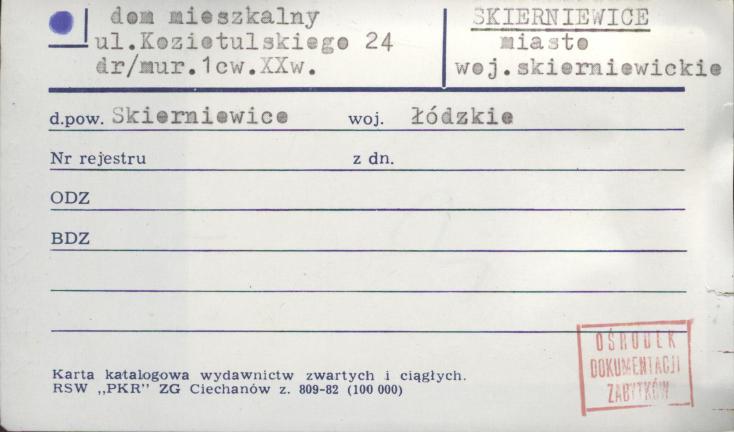 dom mieszkalny
ul.Kozietulskiego 24
dr/mur.1cw.XXw.
SKIERNIEWICE
miasto
woj.skierniewickie
d.pow. Skierniewice woj. łódzkie
Nr rejestru z dn.
ODZ
BDZ
Karta katalogowa wydawnictw zwartych i ciągłych.
RSW „PKR" ZG Ciechanów z. 809-82 (100 000)
OŚRODEK
DOKUMENTACJI
ZABYTKÓW